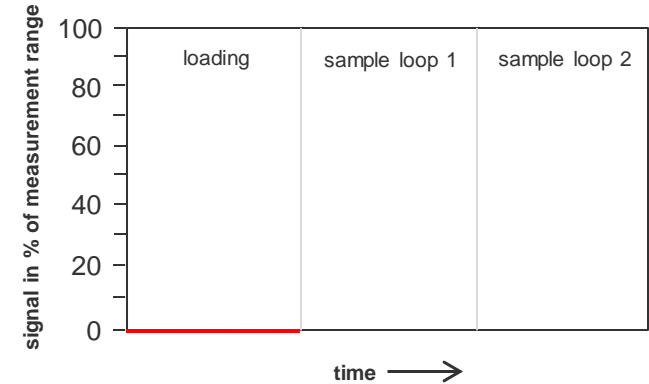 signal in % of measurement range
100
80
60
40
20
0
loading
sample loop 1
sample loop 2
time